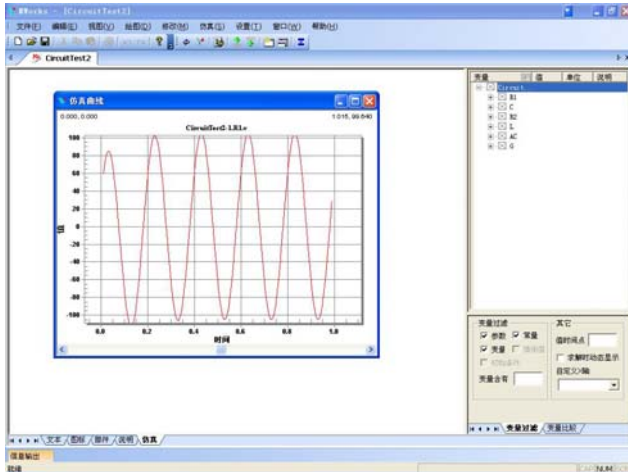 MWorks - [CircuitTest2]
文件(F) 编辑(E) 视图(V) 绘图(D) 修改(M) 仿真(S) 设置(T) 窗口(W) 帮助(H)
CircuitTest2
仿真曲线
0.000, 0.000
1.015, 99.640
CircuitTest2-1.R1.v
100
80
60
40
20
0
-20
-40
-60
-80
-100
值
0.0 0.2 0.4 0.6 0.8 1.0
时间
变量 值 单位 说明
Circuit
R1
C
R2
L
AC
G
变量过滤
参数 常量
变量
变量含有
其它
值时间点
求解时动态显示
自定义X轴
变量过滤 变量比较
文本 图标 部件 说明 仿真
信息输出
就绪
NUM